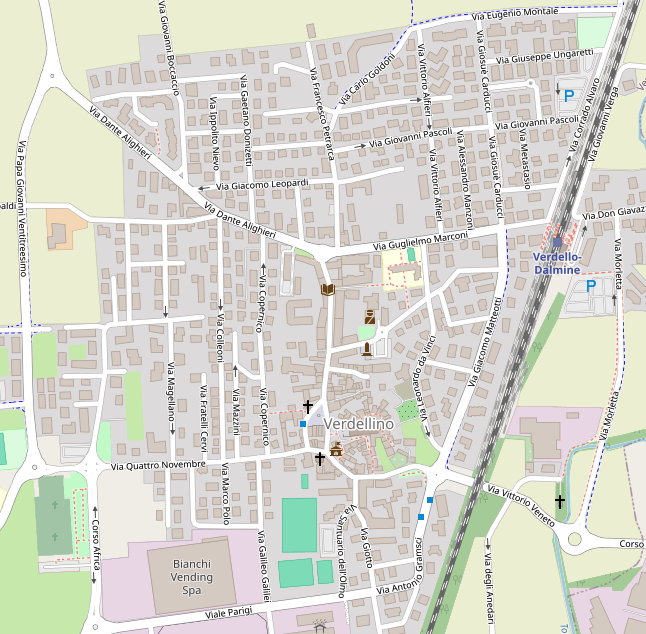 Via Eugenio Montale
Via Giovanni Boccaccio
Via Giosuè Carducci
Via Giuseppe Ungaretti
Via Carlo Goldoni
Via Vittorio Alfieri
Via Francesco Petrarca
Via Gaetano Donizetti
Via Ippolito Nievo
P
Via Corrado Alvaro
Via Giovanni Verga
Via Dante Alighieri
Via Giovanni Pascoli
Via Giovanni Pascoli
Via Metastasio
Via Alessandro Manzoni
Via Giosuè Carducci
Via Vittorio Alfieri
Via Papa Giovanni Ventitreesimo
Via Giacomo Leopardi
Via Dante Alighieri
Via Guglielmo Marconi
Via Don Giavazz
Verdello-
Dalmine
P
Via Morletta
Via Copernico
Via Colleoni
Via Giacomo Matteotti
Via Leonardo da Vinci
Via Magellano
Via Fratelli Cervi
Via Mazzini
Via Copernico
Verdellino
Via Morletta
Via Quattro Novembre
Via Marco Polo
Via Vittorio Veneto
Corso Africa
Via Galileo Galilei
Via Santuario dell'Olmo
Via Giotto
Via Antonio Gramsci
Via degli Anedari
Corso
Bianchi
Vending
Spa
Viale Parigi